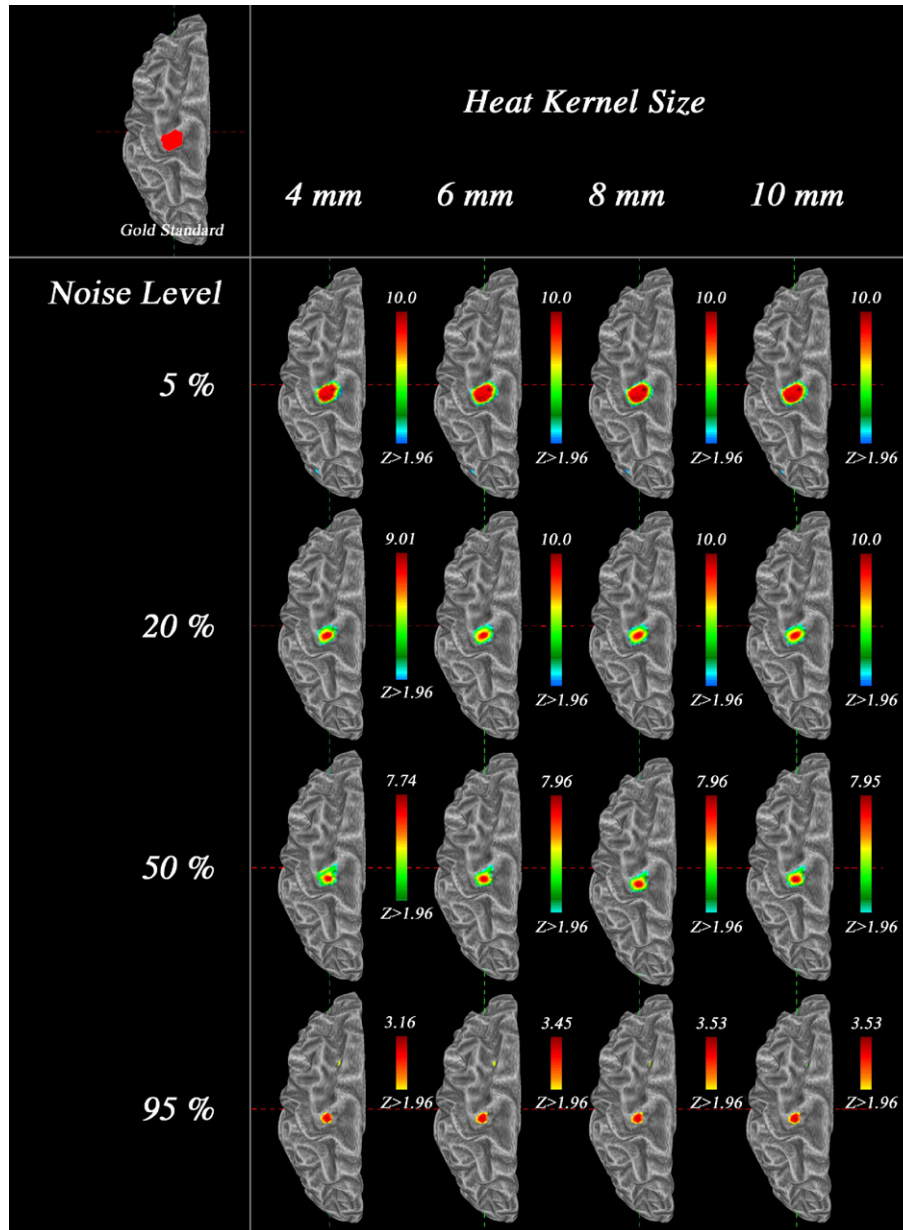 Heat Kernel Size
4 mm 6 mm 8 mm 10 mm
Gold Standard
Noise Level
10.0 10.0 10.0 10.0
5 %
Z>1.96 Z>1.96 Z>1.96 Z>1.96
9.01 10.0 10.0 10.0
20 %
Z>1.96 Z>1.96 Z>1.96 Z>1.96
7.74 7.96 7.96 7.95
50 %
Z>1.96 Z>1.96 Z>1.96 Z>1.96
3.16 3.45 3.53 3.53
Z>1.96 Z>1.96 Z>1.96 Z>1.96
95 %